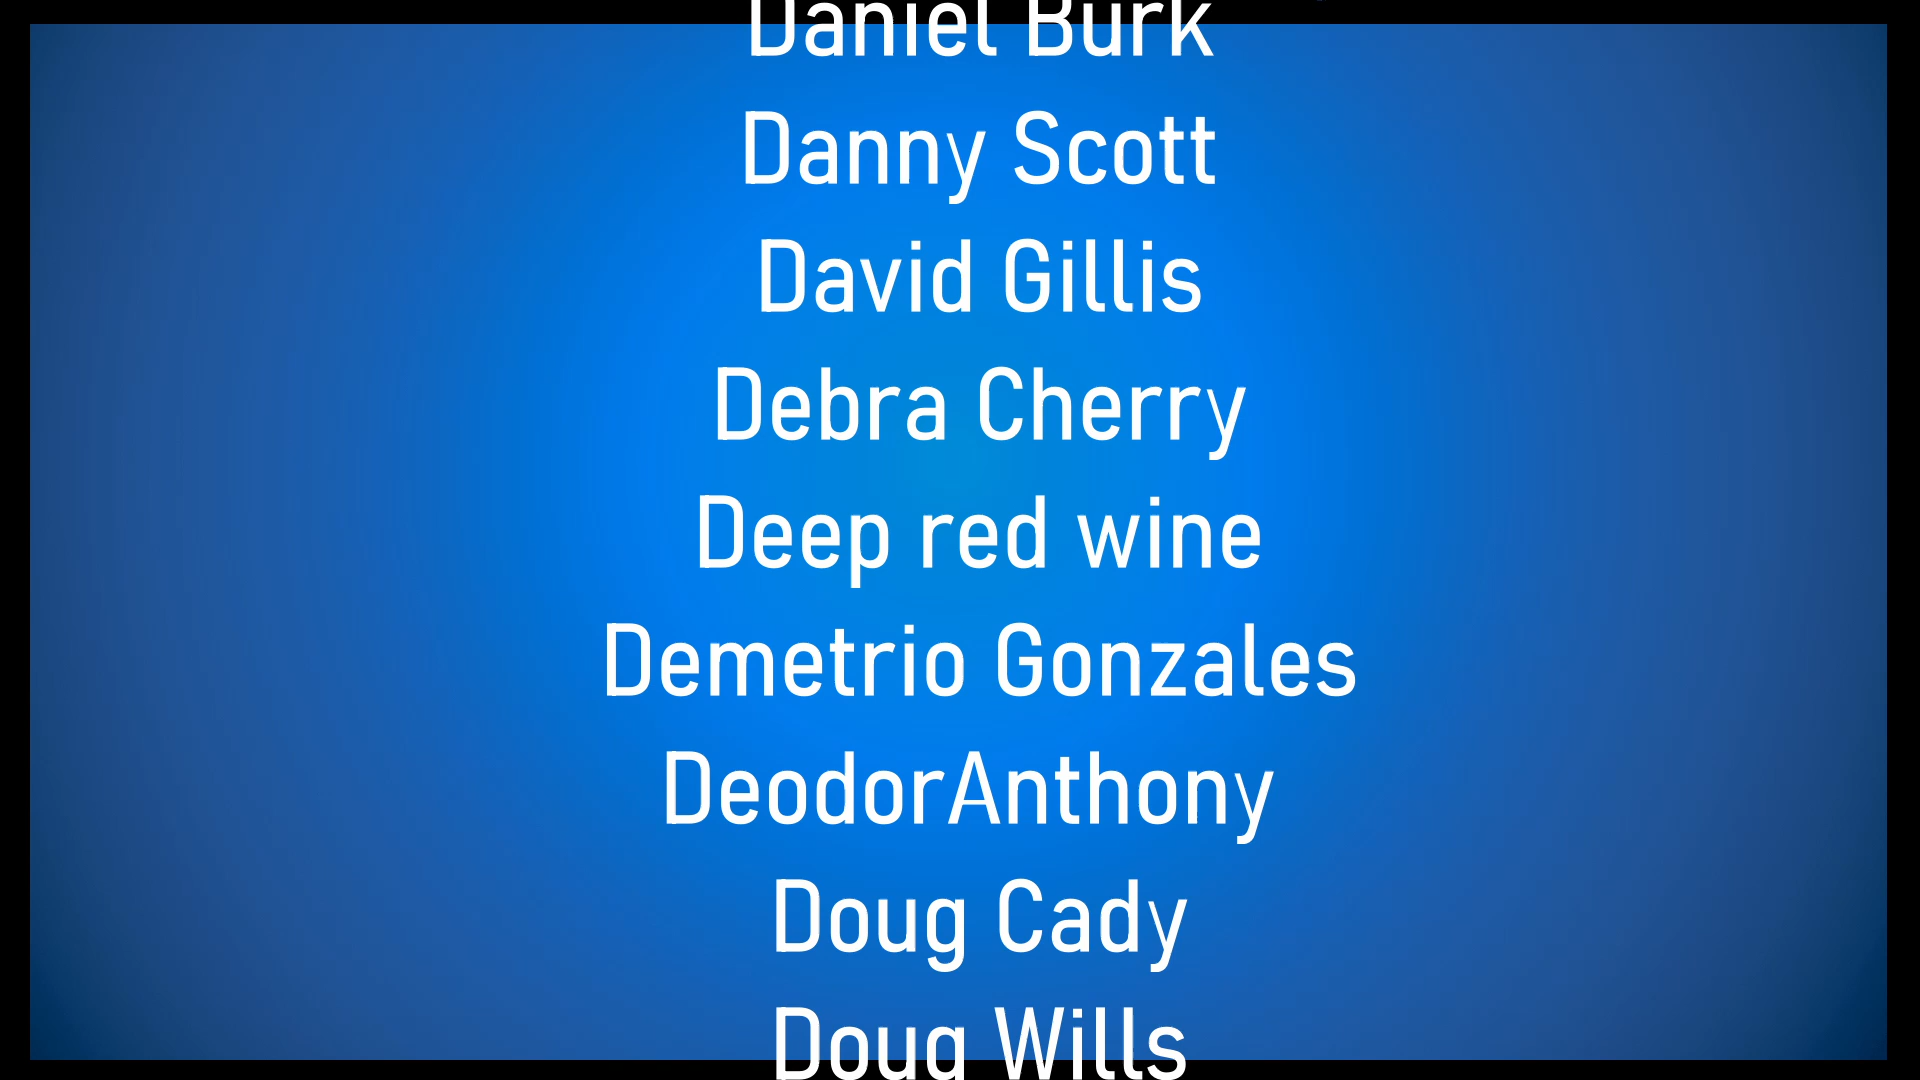 Daniel Burk
Danny Scott
David Gillis
Debra Cherry
Deep red wine
Demetrio Gonzales
DeodorAnthony
Doug Cady
Doug Wills